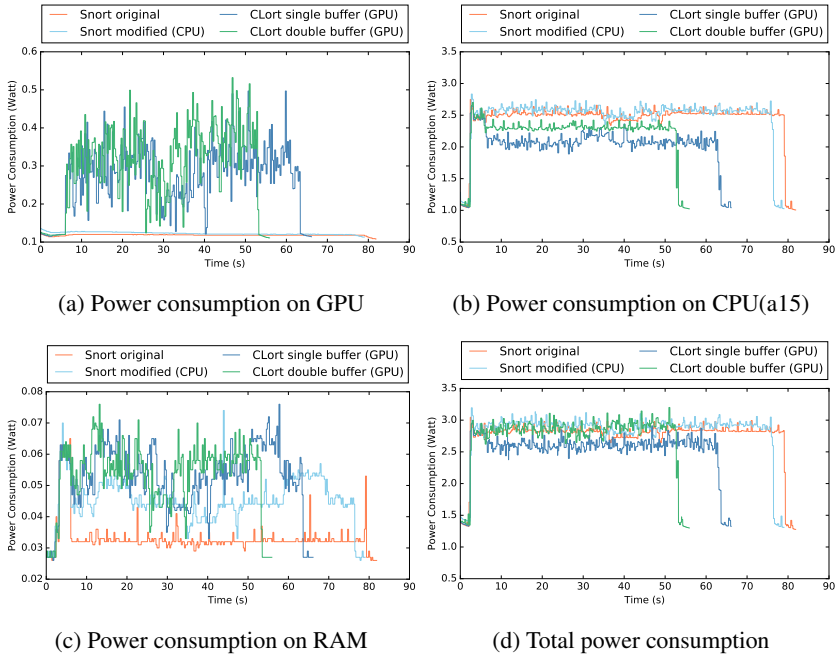 Snort original
CLort single buffer (GPU)
Snort modified (CPU)
CLort double buffer (GPU)
0.6
0.5
0.4
0.3
0.2
0.1
Power Consumption (Watt)
0 10 20 30 40 50 60 70 80 90
Time (s)
(a) Power consumption on GPU
Snort original
CLort single buffer (GPU)
Snort modified (CPU)
CLort double buffer (GPU)
3.5
3.0
2.5
2.0
1.5
1.0
0.5
Power Consumption (Watt)
0 10 20 30 40 50 60 70 80 90
Time (s)
(b) Power consumption on CPU(a15)
Snort original
CLort single buffer (GPU)
Snort modified (CPU)
CLort double buffer (GPU)
0.08
0.07
0.06
0.05
0.04
0.03
0.02
Power Consumption (Watt)
0 10 20 30 40 50 60 70 80 90
Time (s)
(c) Power consumption on RAM
Snort original
CLort single buffer (GPU)
Snort modified (CPU)
CLort double buffer (GPU)
3.5
3.0
2.5
2.0
1.5
1.0
0.5
Power Consumption (Watt)
0 10 20 30 40 50 60 70 80 90
Time (s)
(d) Total power consumption